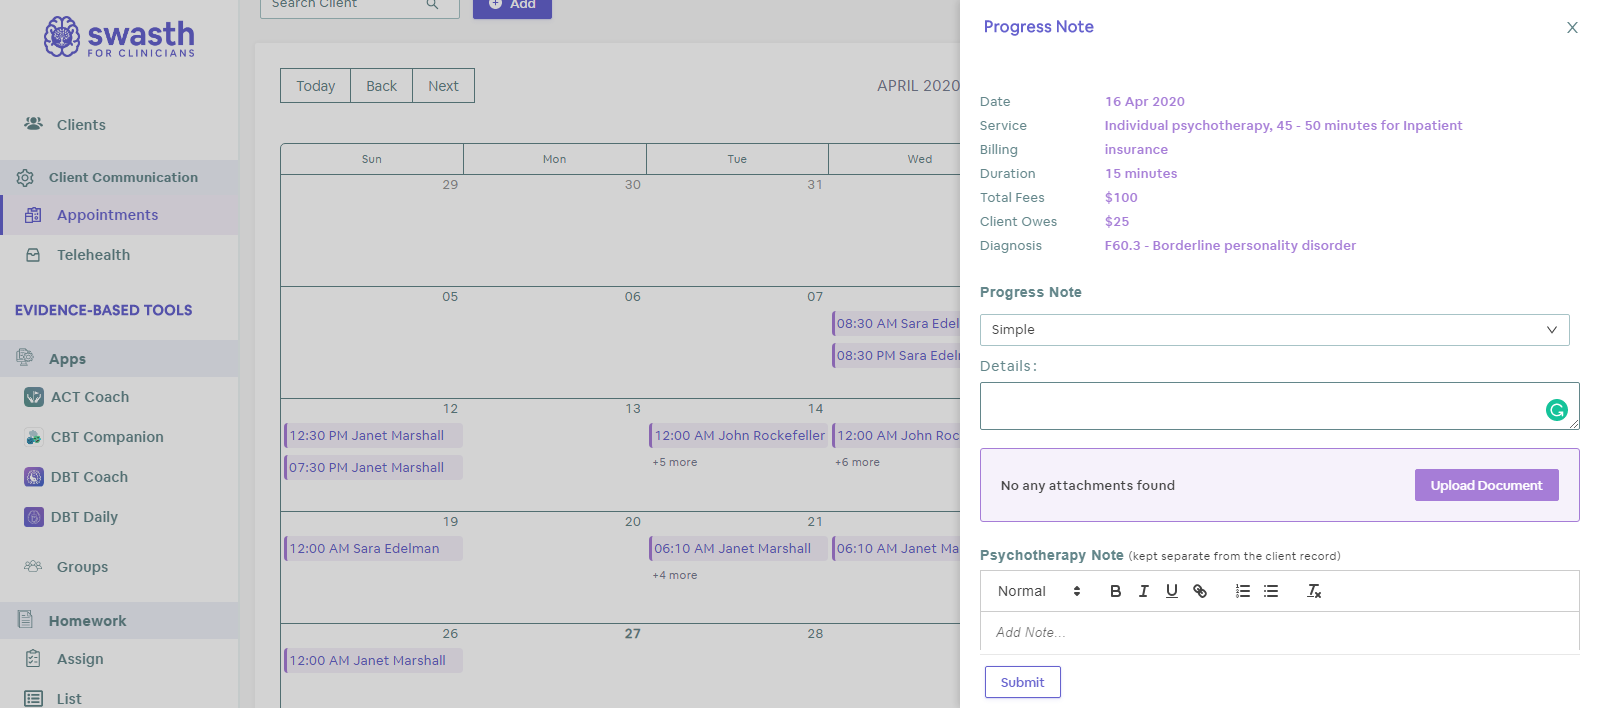 swasth
FOR CLINICIANS
Clients
Client Communication
Appointments
Telehealth
EVIDENCE-BASED TOOLS
Apps
ACT Coach
CBT Companion
DBT Coach
DBT Daily
Groups
Homework
Assign
List
Search Client
Add
Today Back Next
APRIL 2020
Sun Mon Tue Wed
29 30 31
05 06 07
08:30 AM Sara Edel
08:30 PM Sara Edel
12 13 14
12:30 PM Janet Marshall 12:00 AM John Rockefeller 12:00 AM John Roc
07:30 PM Janet Marshall +5 more +6 more
19 20 21
12:00 AM Sara Edelman 06:10 AM Janet Marshall 06:10 AM Janet Ma
+4 more
26 27 28
12:00 AM Janet Marshall
Progress Note
Date 16 Apr 2020
Service Individual psychotherapy, 45 - 50 minutes for Inpatient
Billing insurance
Duration 15 minutes
Total Fees $100
Client Owes $25
Diagnosis F60.3 - Borderline personality disorder
Progress Note
Simple
Details:
No any attachments found Upload Document
Psychotherapy Note (kept separate from the client record)
Normal
Add Note...
Submit